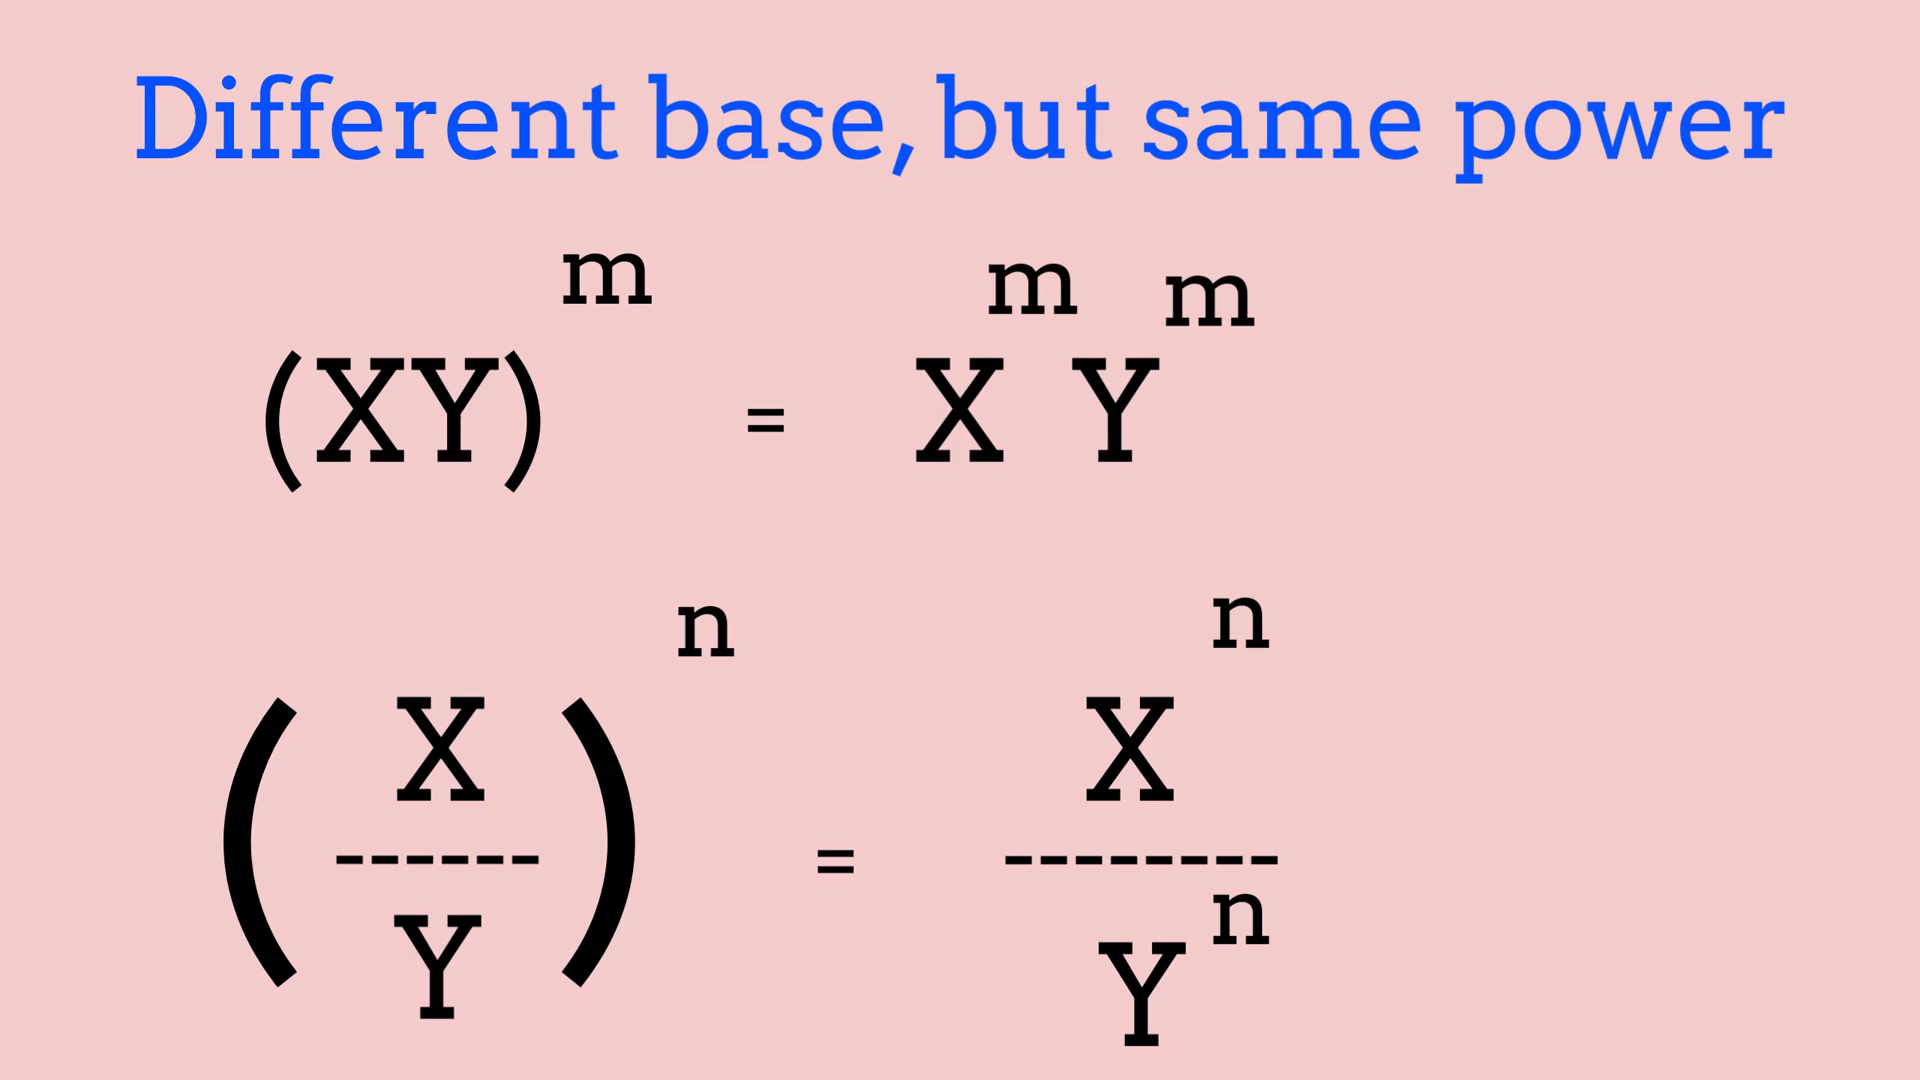 Different base, but same power
(XY)^m = X^m Y^m
(X/Y)^n = X^n/Y^n